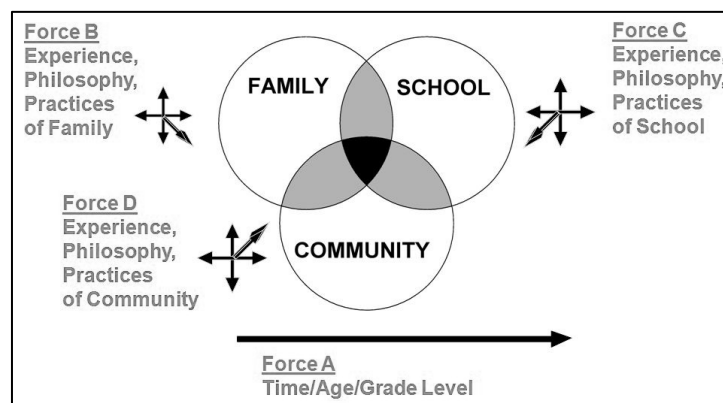 Force B
Experience,
Philosophy,
Practices
of Family
FAMILY
SCHOOL
Force C
Experience,
Philosophy,
Practices
of School
Force D
Experience,
Philosophy,
Practices
of Community
COMMUNITY
Force A
Time/Age/Grade Level